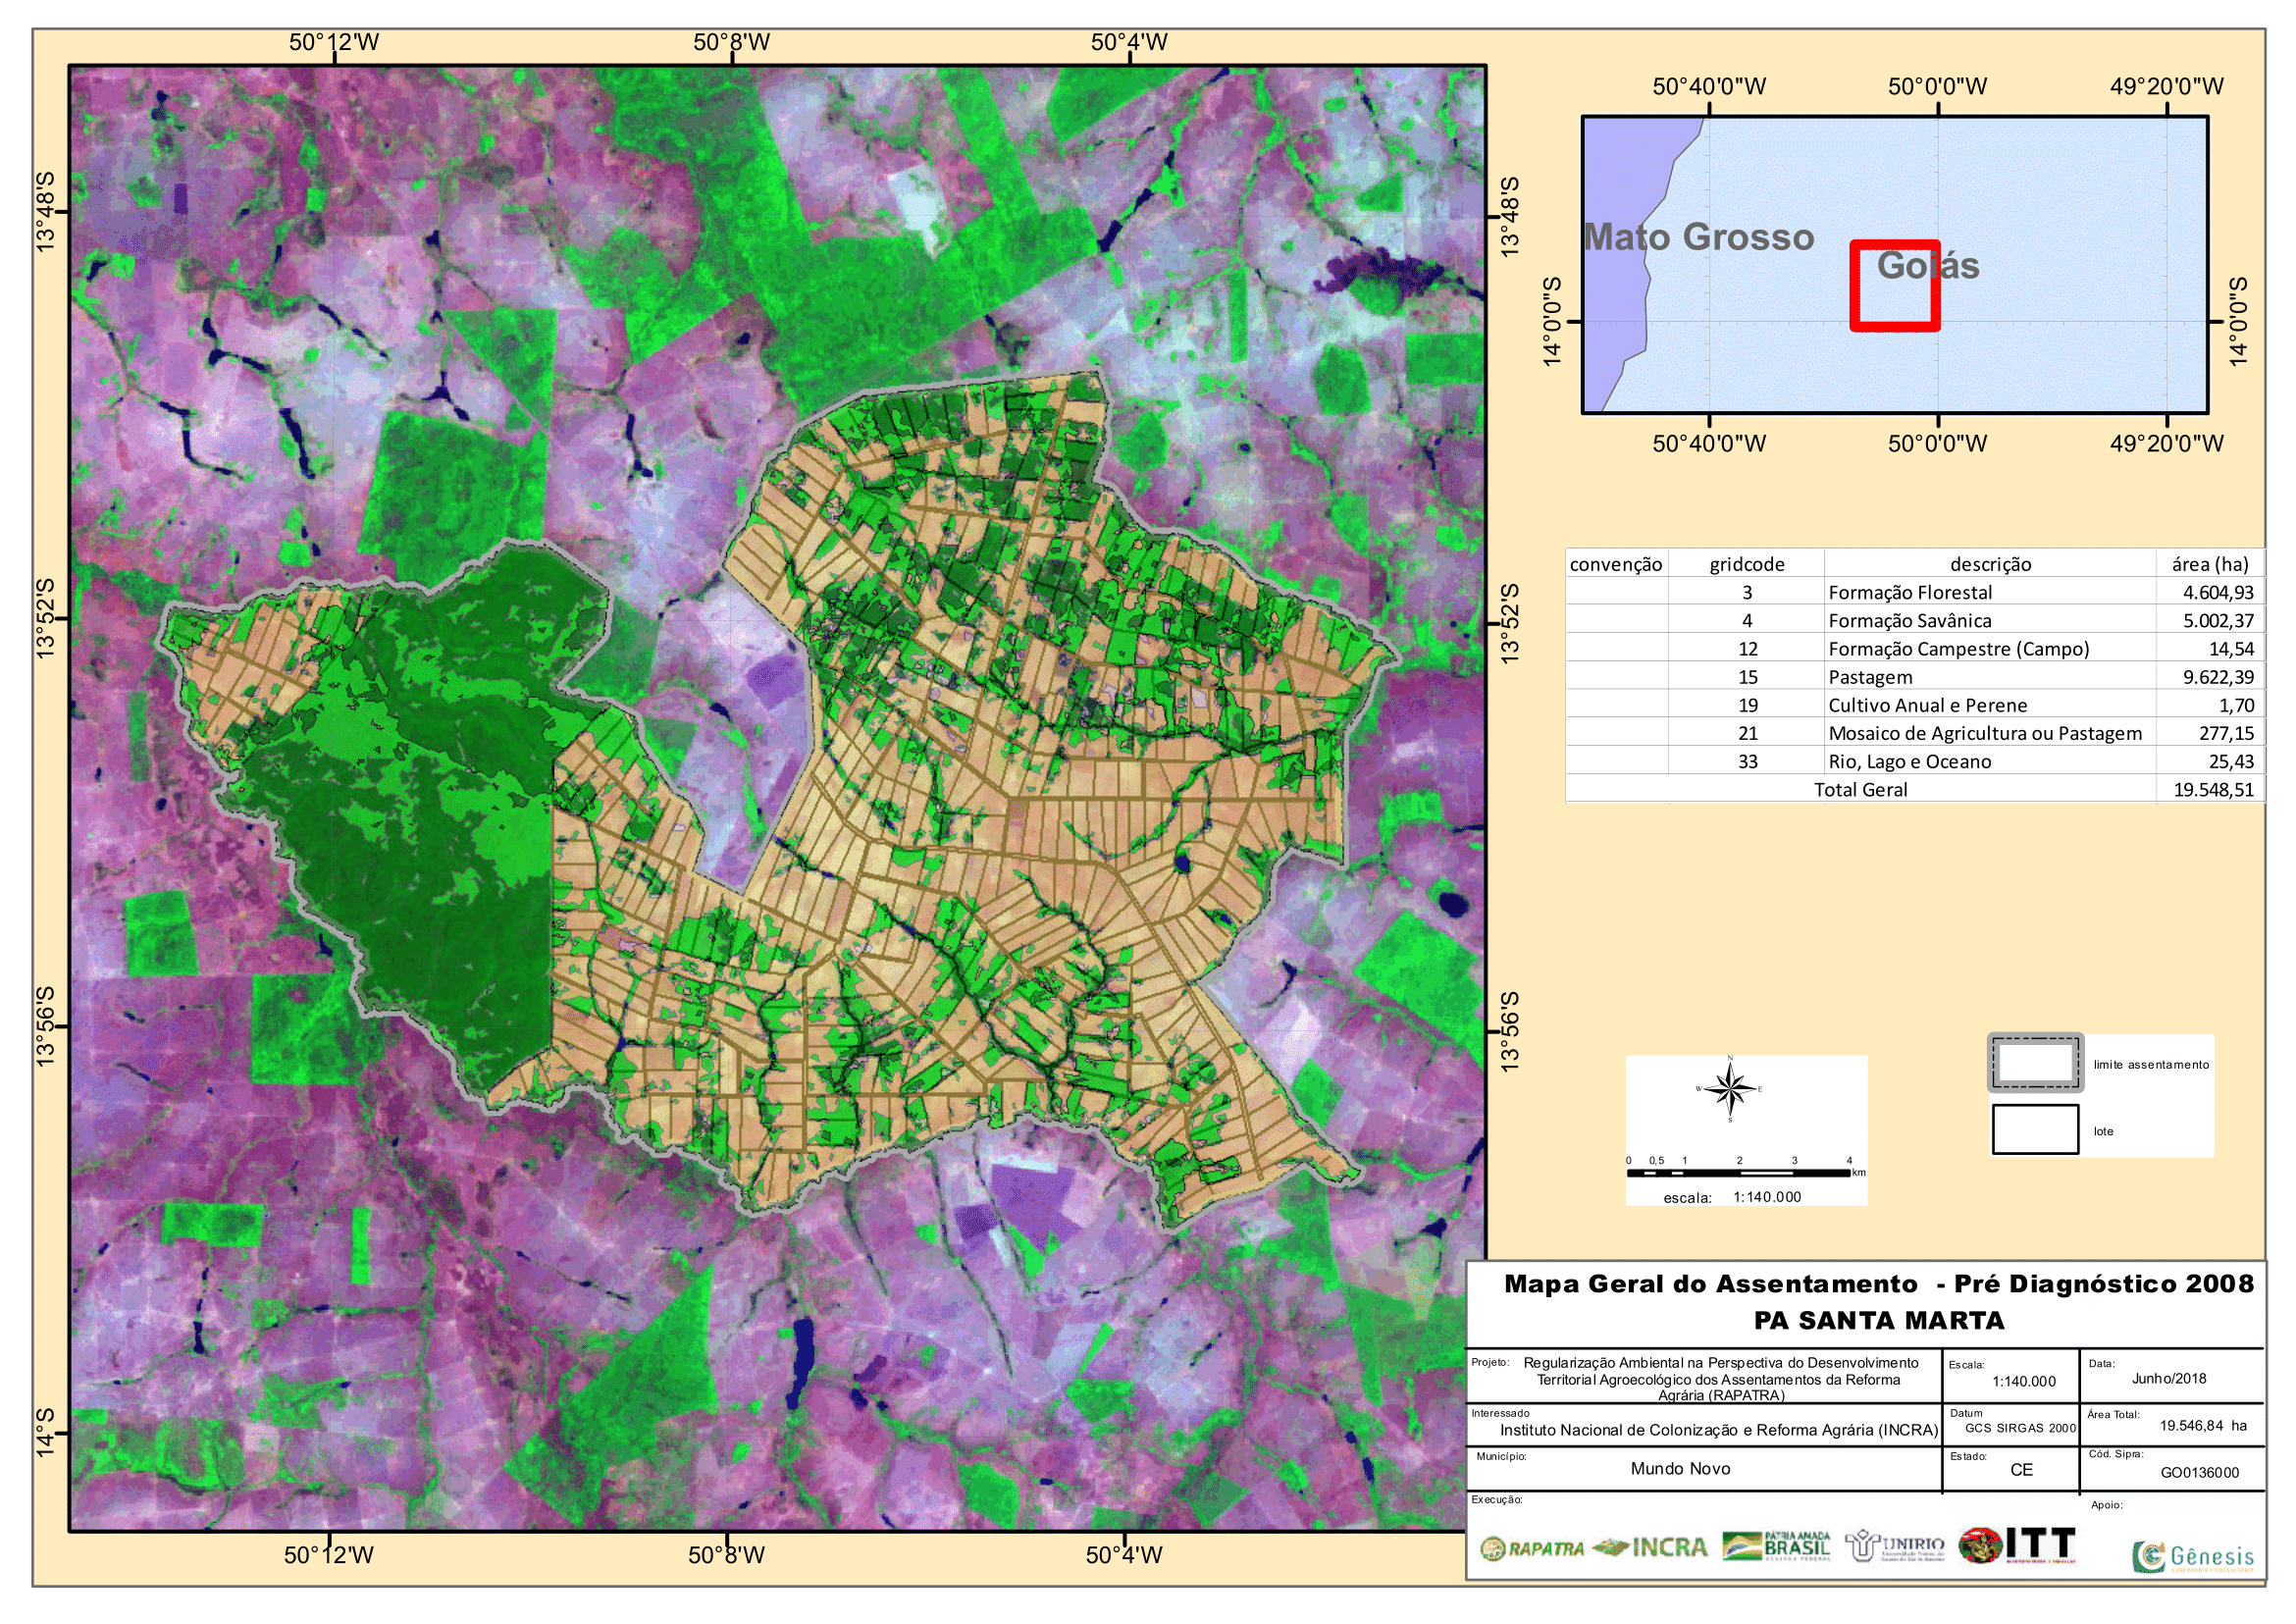 50°12'W 50°8'W 50°4'W
13°48'S 13°48'S
13°52'S 13°52'S
13°56'S 13°56'S
14°S
50°12'W 50°8'W 50°4'W
50°40'0"W 50°0'0"W 49°20'0"W
Mato Grosso
Goiás
14°0'0"S 14°0'0"S
50°40'0"W 50°0'0"W 49°20'0"W
convenção gridcode descrição área (ha)
3 Formação Florestal 4.604,93
4 Formação Savânica 5.002,37
12 Formação Campestre (Campo) 14,54
15 Pastagem 9.622,39
19 Cultivo Anual e Perene 1,70
21 Mosaico de Agricultura ou Pastagem 277,15
33 Rio, Lago e Oceano 25,43
Total Geral 19.548,51
N
W E
S
0 0,5 1 2 3 4
km
escala: 1:140.000
limite assentamento
lote
Mapa Geral do Assentamento - Pré Diagnóstico 2008
PA SANTA MARTA
Projeto: Regularização Ambiental na Perspectiva do Desenvolvimento
Territorial Agroecológico dos Assentamentos da Reforma
Agrária (RAPATRA)
Escala:
1:140.000
Data:
Junho/2018
Interessado
Instituto Nacional de Colonização e Reforma Agrária (INCRA)
Datum
GCS SIRGAS 2000
Área Total:
19.546,84 ha
Município:
Mundo Novo
Estado:
CE
Cód. Sipra:
GO0136000
Execução:
Apoio:
RAPATRA INCRA PÁTRIA AMADA
BRASIL
GOVERNO FEDERAL
UNIRIO
ITT
Gênesis